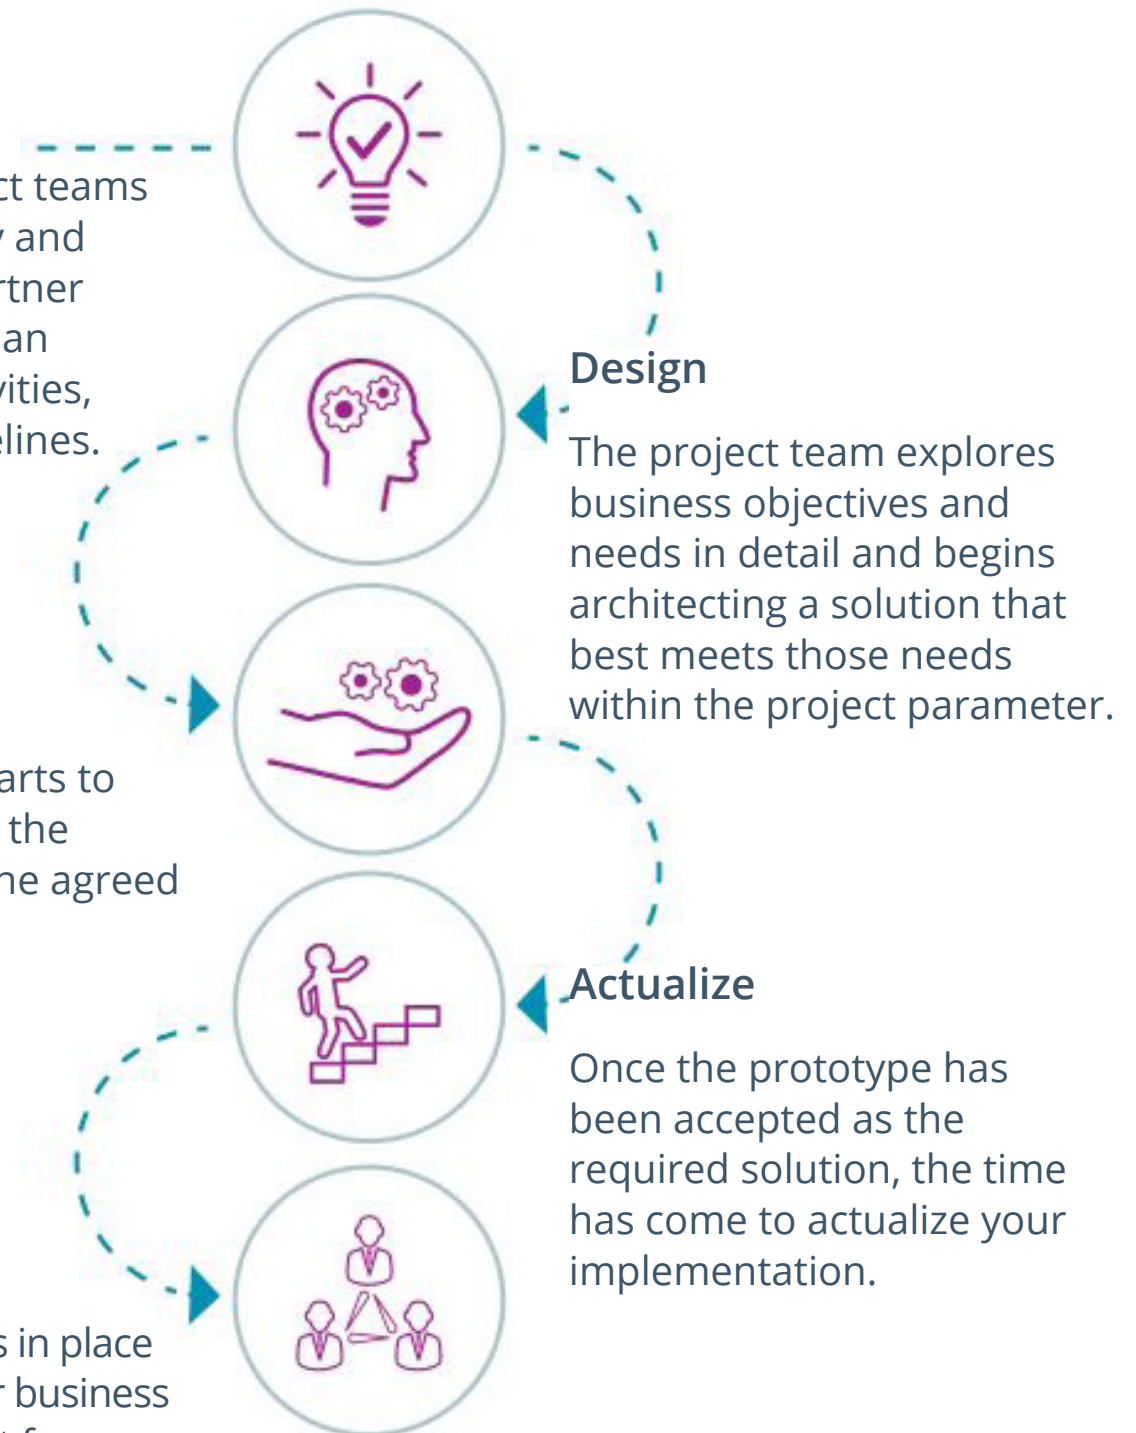 ct teams
and
rtner
an
vities,
elines.
Design
The project team explores
business objectives and
needs in detail and begins
architecting a solution that
best meets those needs
within the project parameter.
arts to
the
he agreed
Actualize
Once the prototype has
been accepted as the
required solution, the time
has come to actualize your
implementation.
s in place
r business